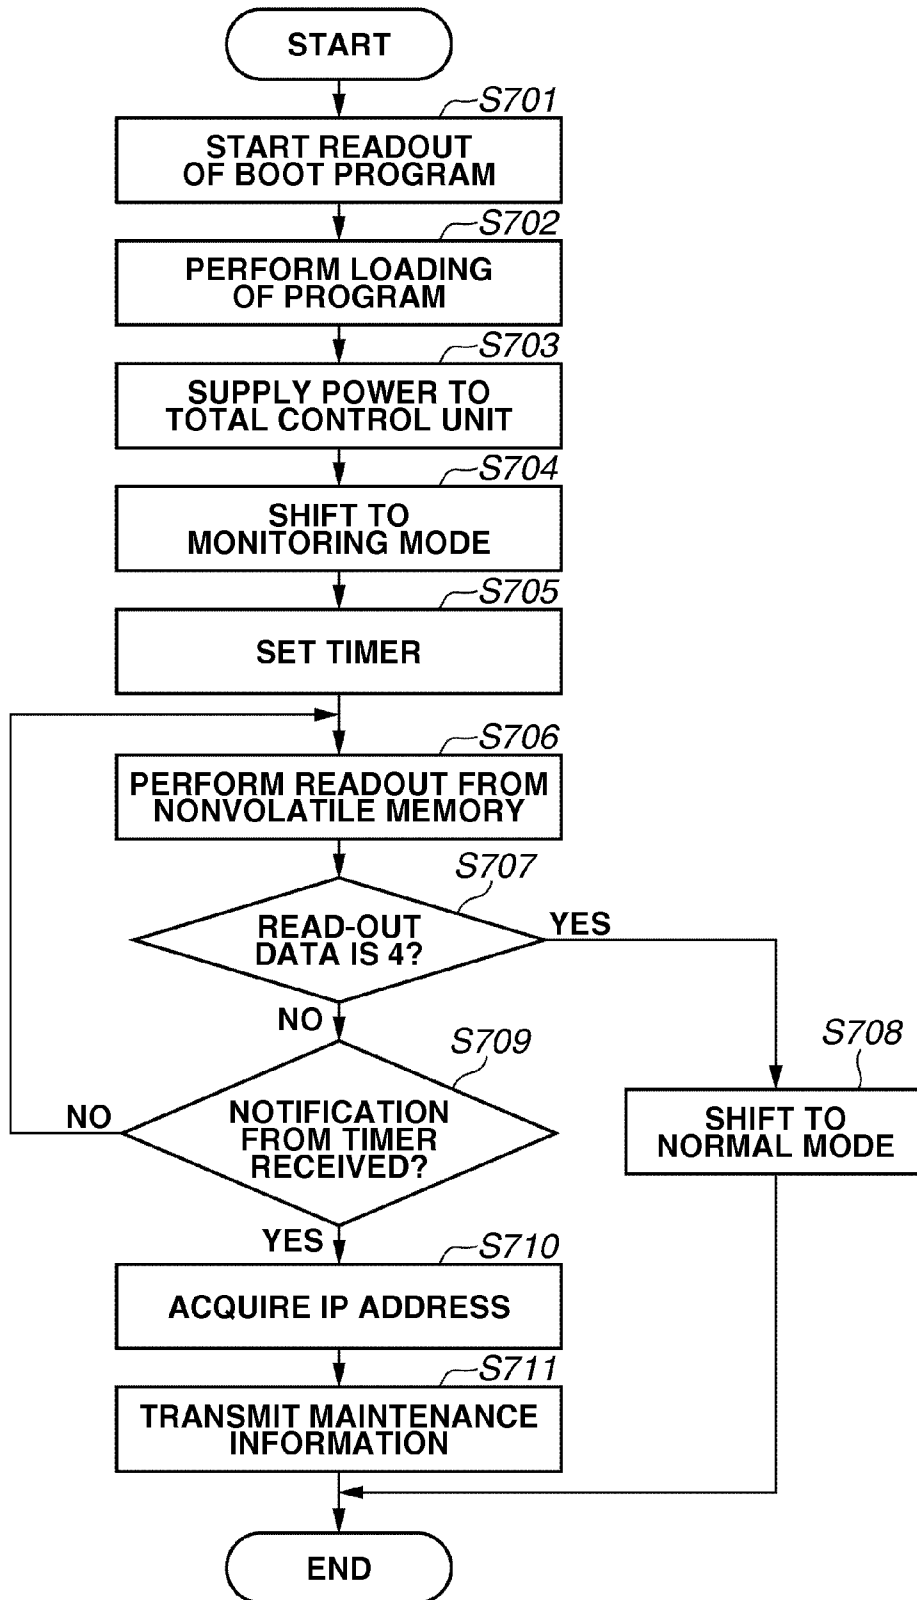 START
S701
START READOUT
OF BOOT PROGRAM
S702
PERFORM LOADING
OF PROGRAM
S703
SUPPLY POWER TO
TOTAL CONTROL UNIT
S704
SHIFT TO
MONITORING MODE
S705
SET TIMER
S706
PERFORM READOUT FROM
NONVOLATILE MEMORY
S707
READ-OUT
DATA IS 4?
YES
NO
S708
SHIFT TO
NORMAL MODE
S709
NOTIFICATION
FROM TIMER
RECEIVED?
NO
YES
S710
ACQUIRE IP ADDRESS
S711
TRANSMIT MAINTENANCE
INFORMATION
END